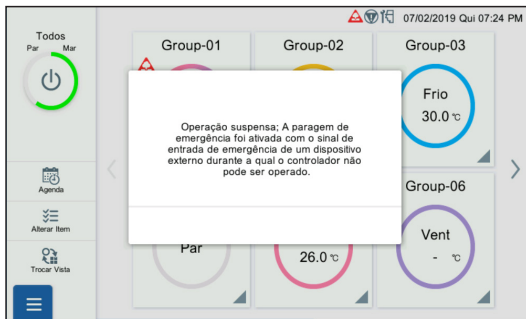 07/02/2019 Qui 07:24 PM
Todos
Par Mar
Agenda
Alterar Item
Trocar Vista
Group-01
Group-02
Group-03
Frio
30.0 °C
Operação suspensa; A paragem de
emergência foi ativada com o sinal de
entrada de emergência de um dispositivo
externo durante a qual o controlador não
pode ser operado.
Par
26.0 °C
Group-06
Vent
- °C